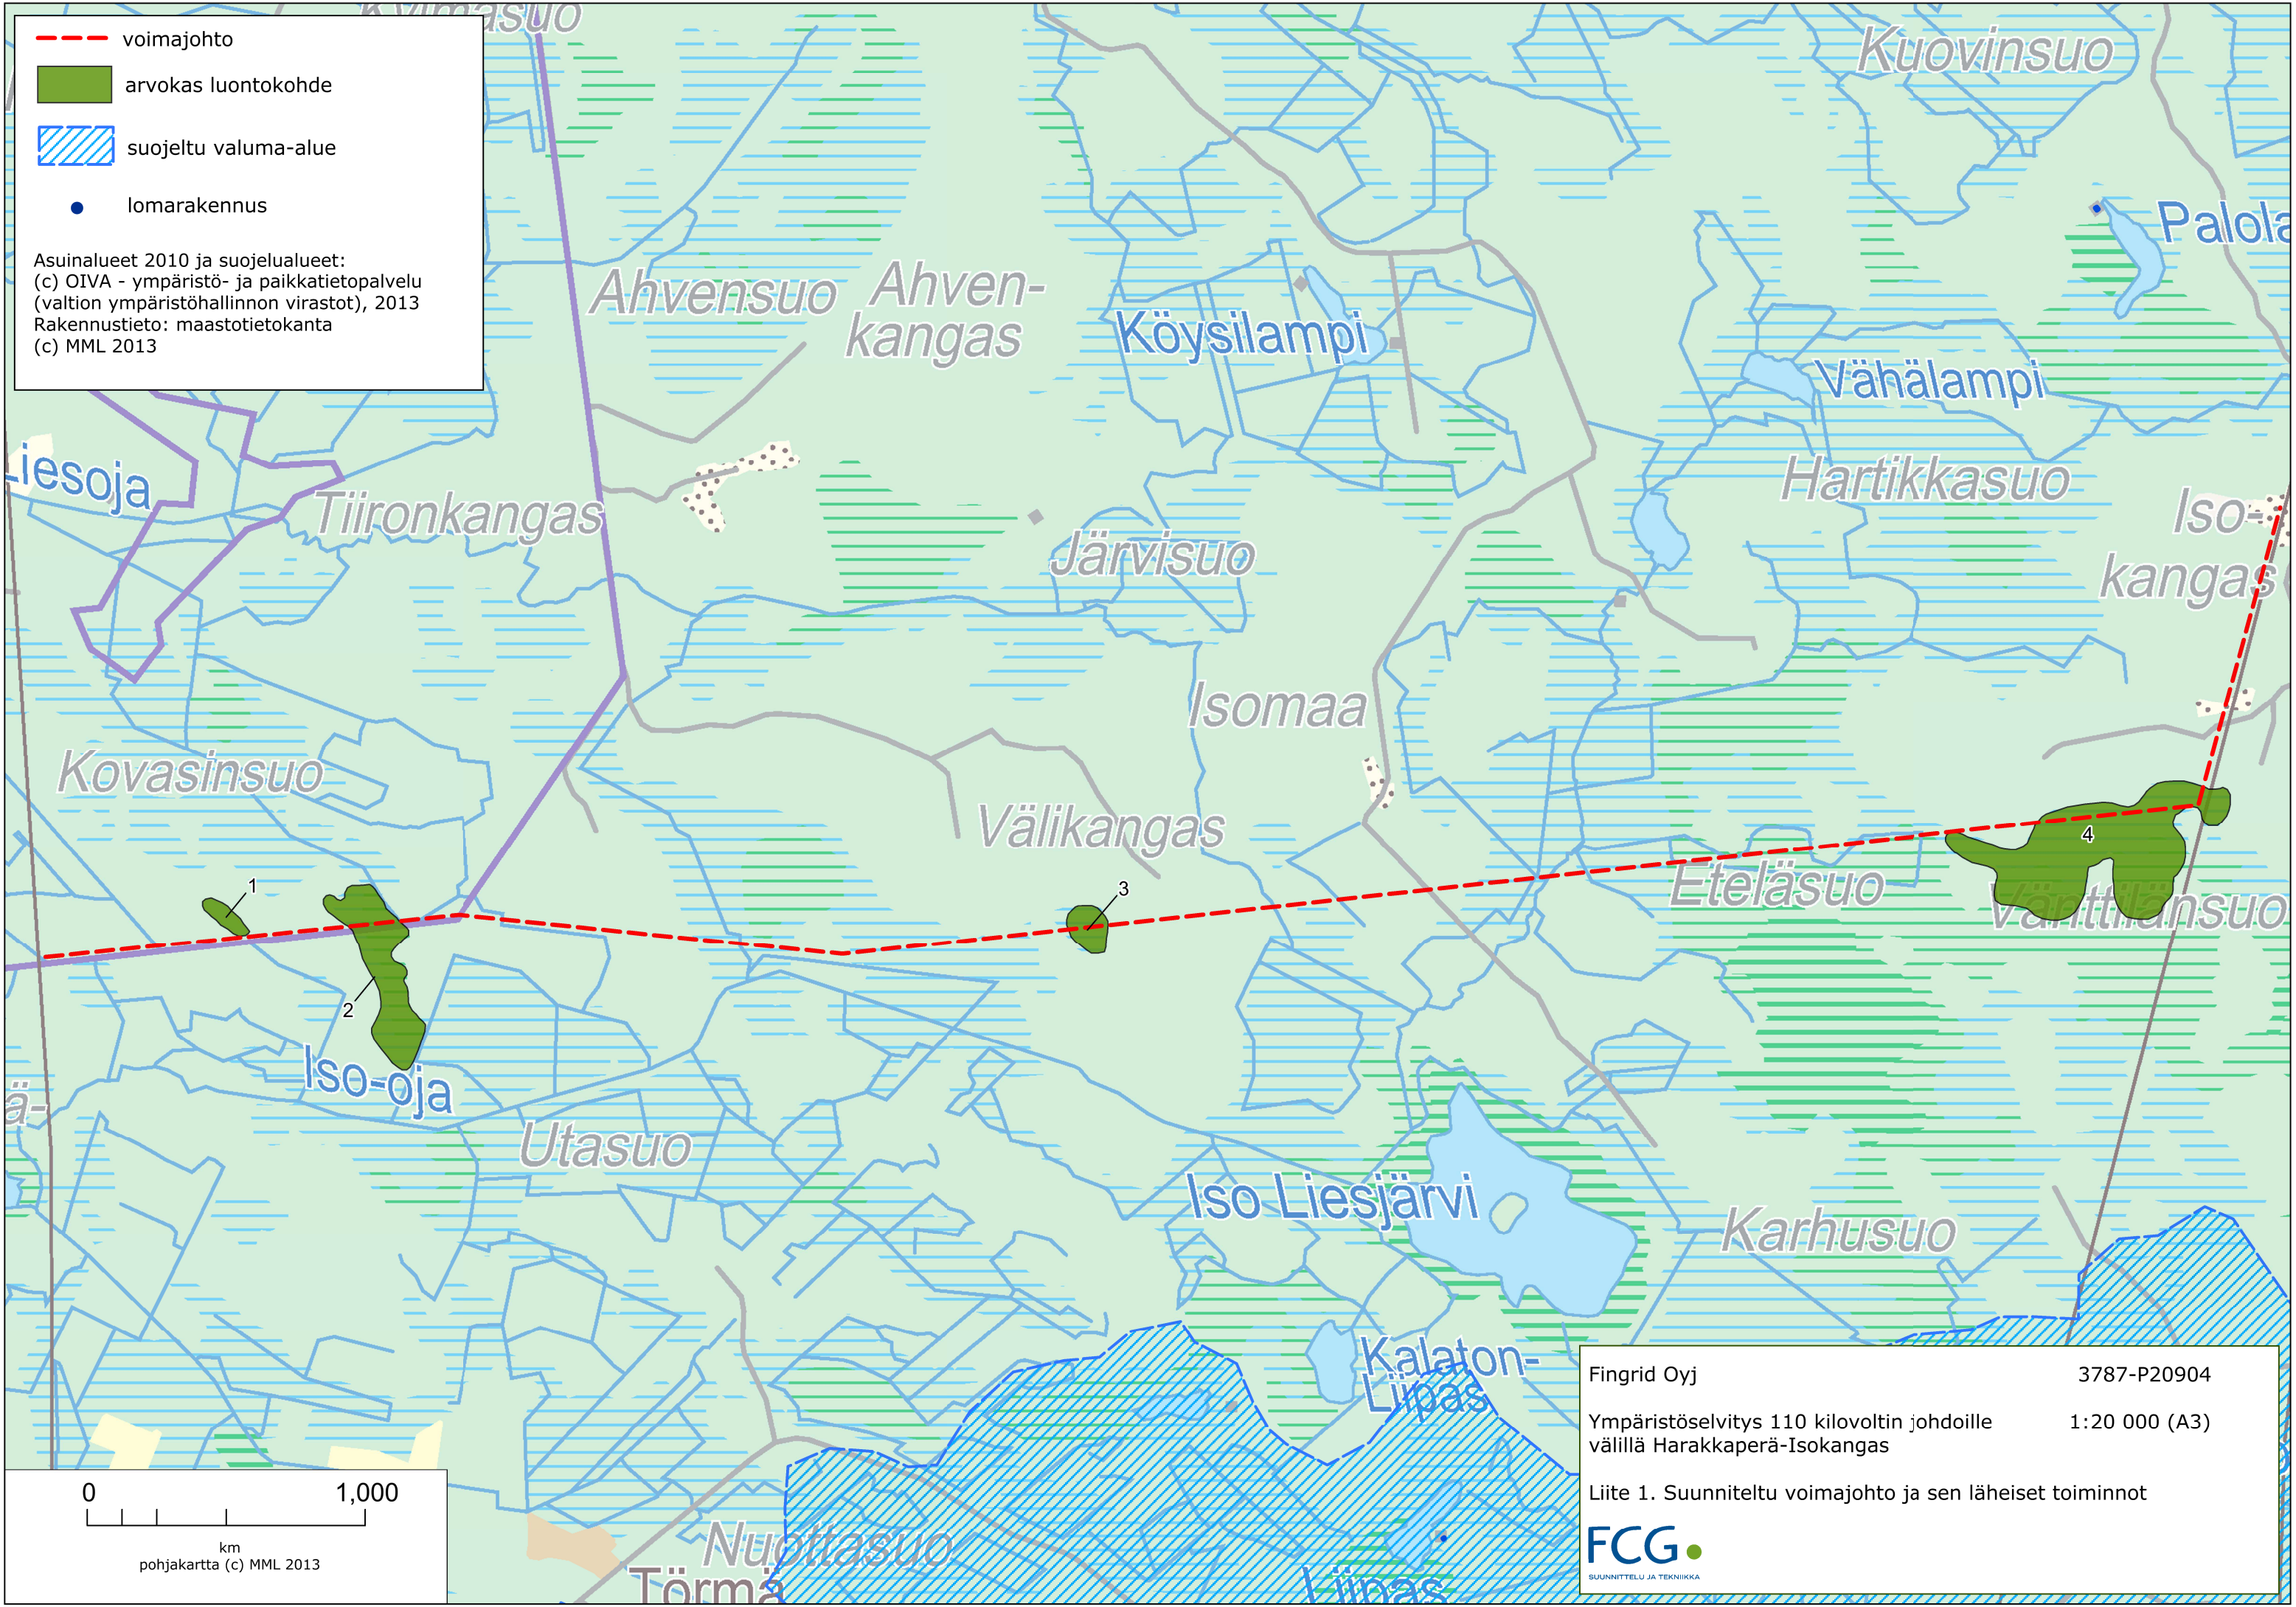 voimajohto
arvokas luontokohde
suojeltu valuma-alue
lomarakennus
Asuinalueet 2010 ja suojelualueet:
(c) OIVA - ympäristö- ja paikkatietopalvelu
(valtion ympäristöhallinnon virastot), 2013
Rakennustieto: maastotietokanta
(c) MML 2013
Kuovinsuo
Palola
Ahvensuo
Ahven-
kangas
Köysilampi
Vähälampi
Liesoja
Tiironkangas
Hartikkasuo
Järvisuo
Iso-
kangas
Isomaa
Kovasinsuo
Välikangas
1
2
3
4
Eteläsuo
Vänttilänsuo
Iso-oja
ä-
Utasuo
Iso Liesjärvi
Karhusuo
Kalaton-
Liipas
Nuottasuo
Törmä
Liipas
0 1,000
km
pohjakartta (c) MML 2013
Fingrid Oyj 3787-P20904
Ympäristöselvitys 110 kilovoltin johdoille 1:20 000 (A3)
välillä Harakkaperä-Isokangas
Liite 1. Suunniteltu voimajohto ja sen läheiset toiminnot
FCG
SUUNNITTELU JA TEKNIIKKA